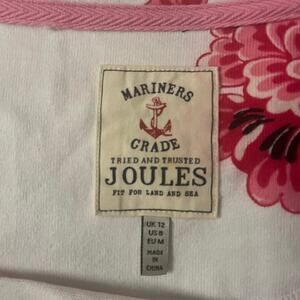 MARINERS
GRADE
TRIED AND TRUSTED
JOULES
FIT FOR LAND AND SEA
UK 12
US 8
EU M
MADE
IN
CHINA